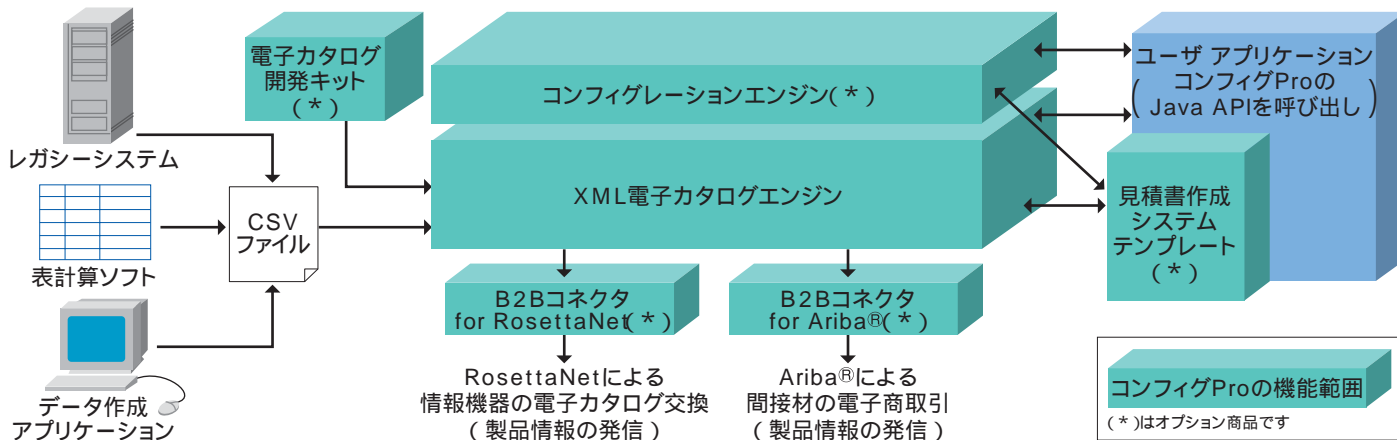 レガシーシステム
表計算ソフト
データ作成
アプリケーション
CSV
ファイル
電子カタログ
開発キット
(*)
コンフィグレーションエンジン(*)
XML電子カタログエンジン
B2Bコネクタ
for RosettaNet(*)
RosettaNetによる
情報機器の電子カタログ交換
(製品情報の発信)
B2Bコネクタ
for Ariba®(*)
Ariba®による
間接材の電子商取引
(製品情報の発信)
ユーザ アプリケーション
(コンフィグProの
Java APIを呼び出し)
見積書作成
システム
テンプレート
(*)
コンフィグProの機能範囲
(*)はオプション商品です